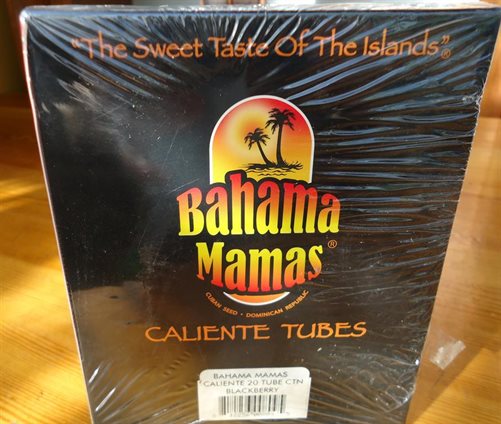 "The Sweet Taste Of The Islands"®
Bahama
Mamas®
CUBAN SEED • DOMINICAN REPUBLIC
CALIENTE TUBES
BAHAMA MAMAS
CALIENTE 20 TUBE CTN
BLACKBERRY